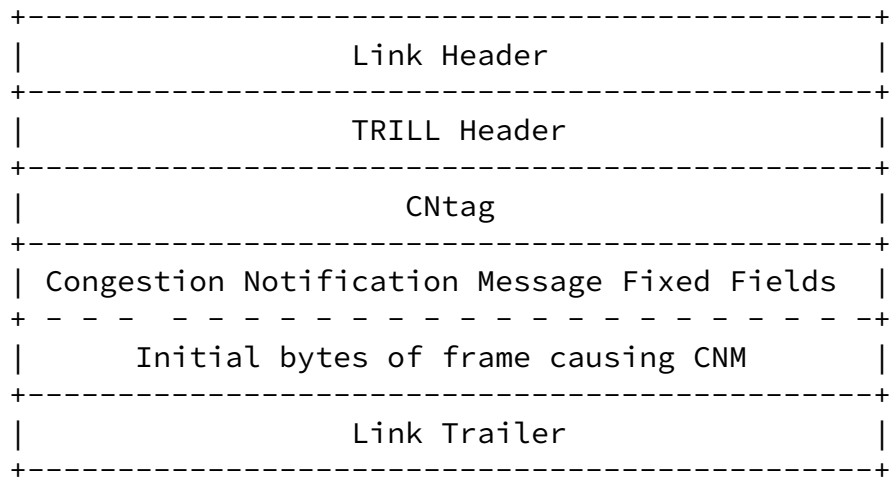 Link Header
TRILL Header
CNtag
Congestion Notification Message Fixed Fields
Initial bytes of frame causing CNM
Link Trailer